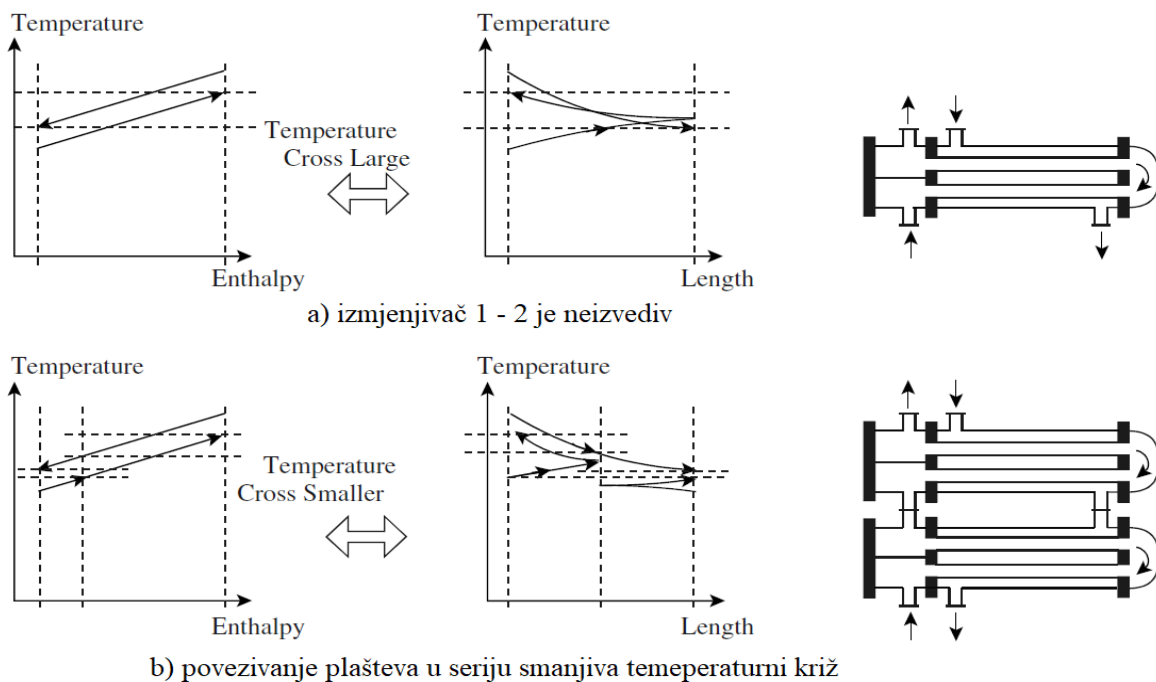 Temperature
Temperature
Temperature
Cross Large
Enthalpy
Length
a) izmjenjivač 1 - 2 je neizvediv
Temperature
Temperature
Temperature
Cross Smaller
Enthalpy
Length
b) povezivanje plašteva u seriju smanjiva temeperaturni križ